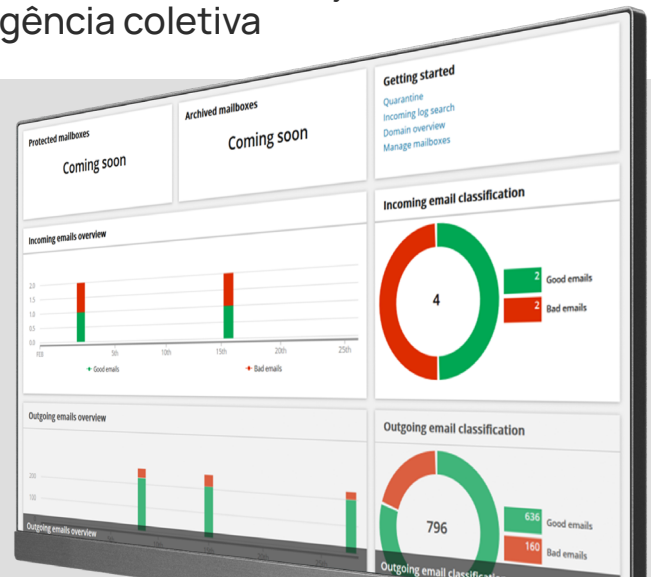 gência coletiva
Protected mailboxes
Coming soon
Archived mailboxes
Coming soon
Getting started
Quarantine
Incoming log search
Domain overview
Manage mailboxes
Incoming emails overview
2.0
1.5
1.0
0.5
0.0
5th
10th
15th
20th
25th
Good emails
Bad emails
Incoming email classification
4
2 Good emails
2 Bad emails
Outgoing emails overview
200
100
Outgoing emails overview
Outgoing email classification
796
636 Good emails
160 Bad emails
Outgoing email classificatio